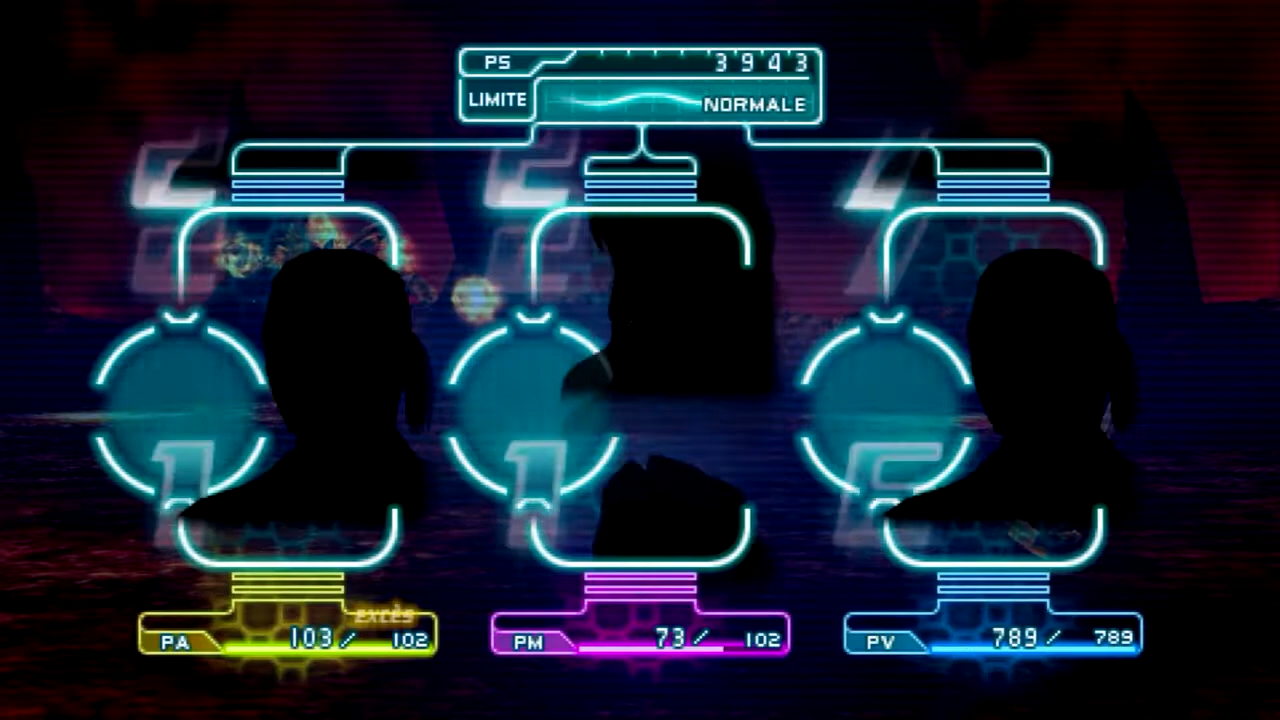 PS 3943
LIMITE NORMALE
EXCÈS
PA 103/ 102
PM 73/ 102
PV 789/ 789